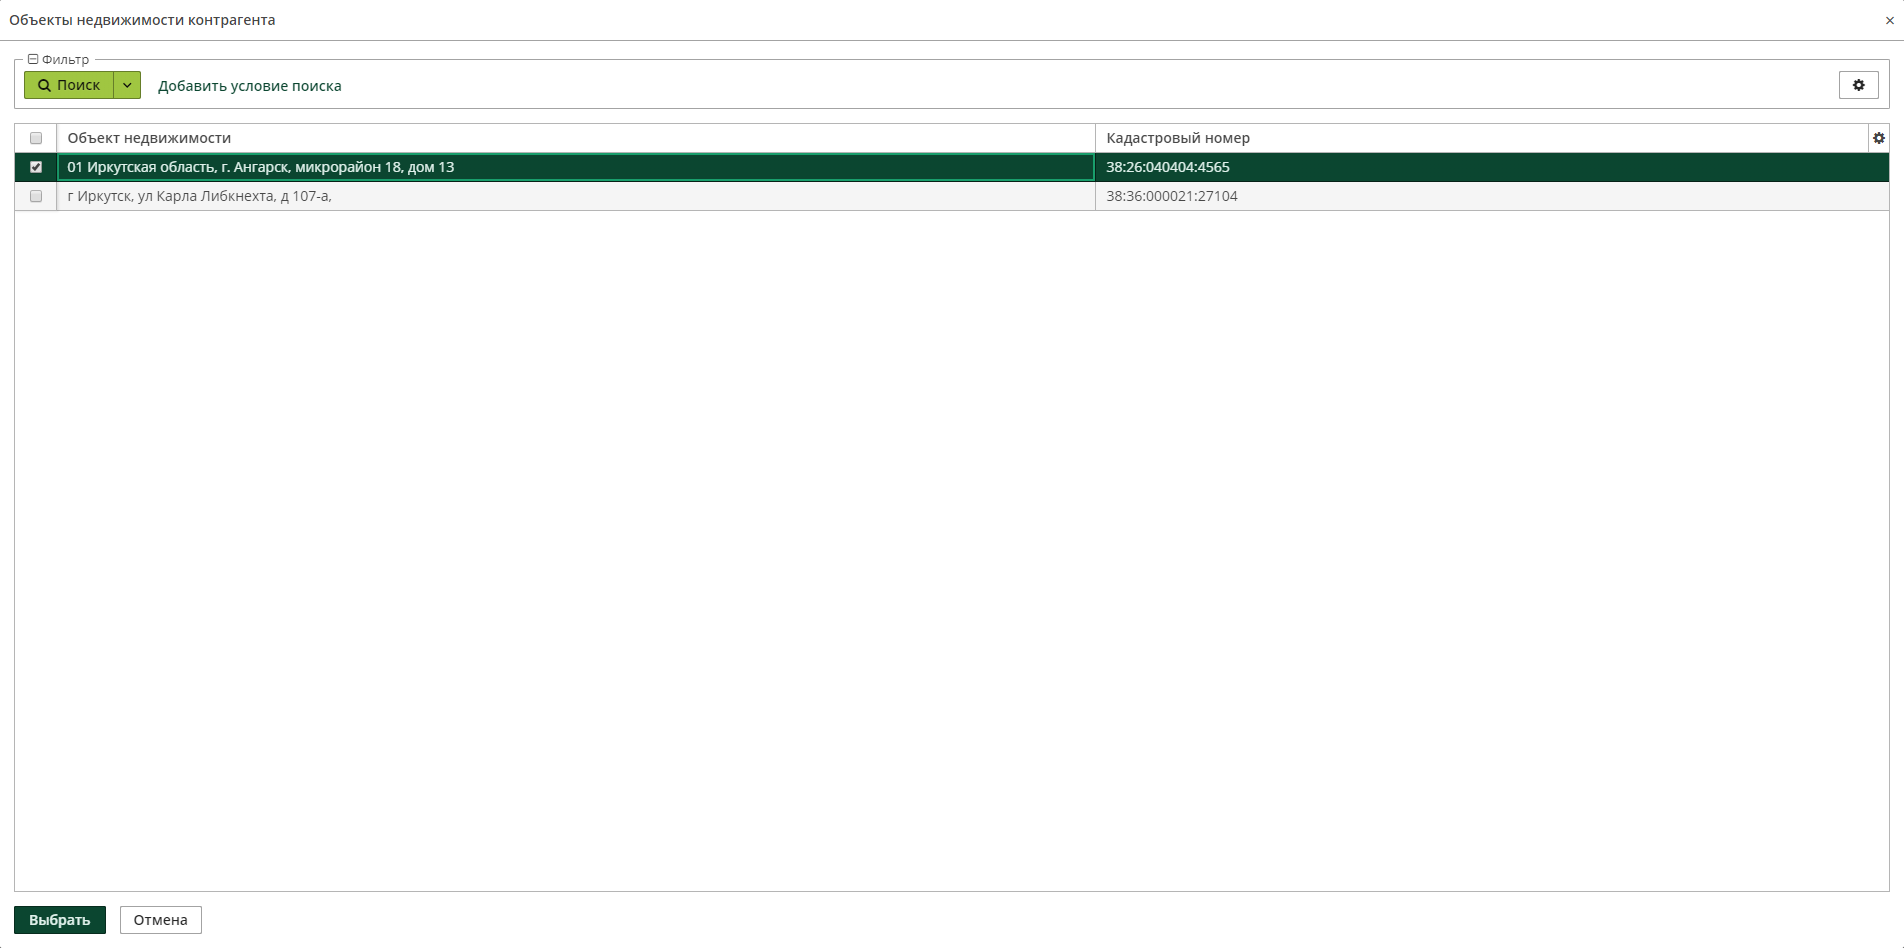 Объекты недвижимости контрагента
Фильтр
Поиск Добавить условие поиска
Объект недвижимости Кадастровый номер
01 Иркутская область, г. Ангарск, микрорайон 18, дом 13 38:26:040404:4565
г Иркутск, ул Карла Либкнехта, д 107-а, 38:36:000021:27104
Выбрать Отмена